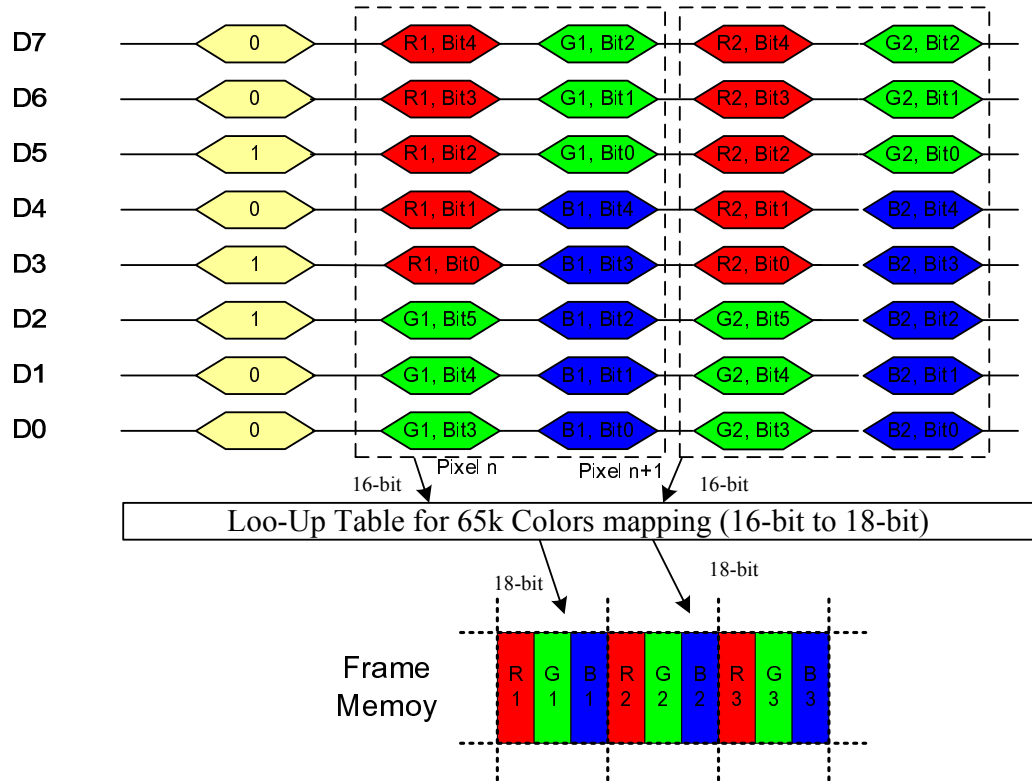 D7 0 R1, Bit4 G1, Bit2 R2, Bit4 G2, Bit2
D6 0 R1, Bit3 G1, Bit1 R2, Bit3 G2, Bit1
D5 1 R1, Bit2 G1, Bit0 R2, Bit2 G2, Bit0
D4 0 R1, Bit1 B1, Bit4 R2, Bit1 B2, Bit4
D3 1 R1, Bit0 B1, Bit3 R2, Bit0 B2, Bit3
D2 1 G1, Bit5 B1, Bit2 G2, Bit5 B2, Bit2
D1 0 G1, Bit4 B1, Bit1 G2, Bit4 B2, Bit1
D0 0 G1, Bit3 B1, Bit0 G2, Bit3 B2, Bit0
Pixel n Pixel n+1
16-bit 16-bit
Loo-Up Table for 65k Colors mapping (16-bit to 18-bit)
18-bit 18-bit
Frame
Memoy
R G B R G B R G B
1 1 1 2 2 2 3 3 3